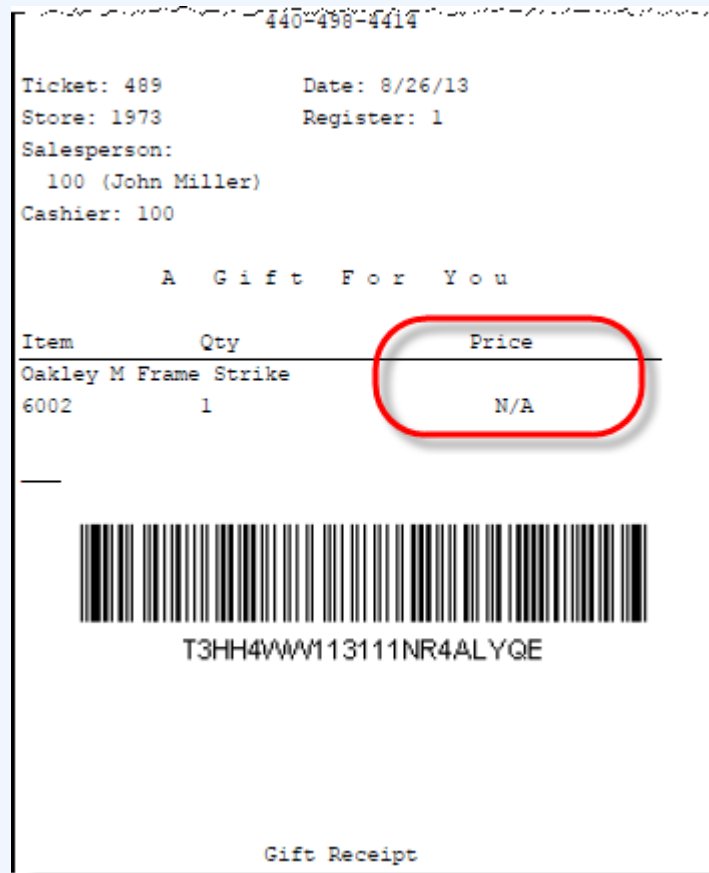 440-498-4414
Ticket: 489 Date: 8/26/13
Store: 1973 Register: 1
Salesperson:
100 (John Miller)
Cashier: 100
A Gift For You
Item Qty Price
Oakley M Frame Strike
6002 1 N/A
Gift Receipt